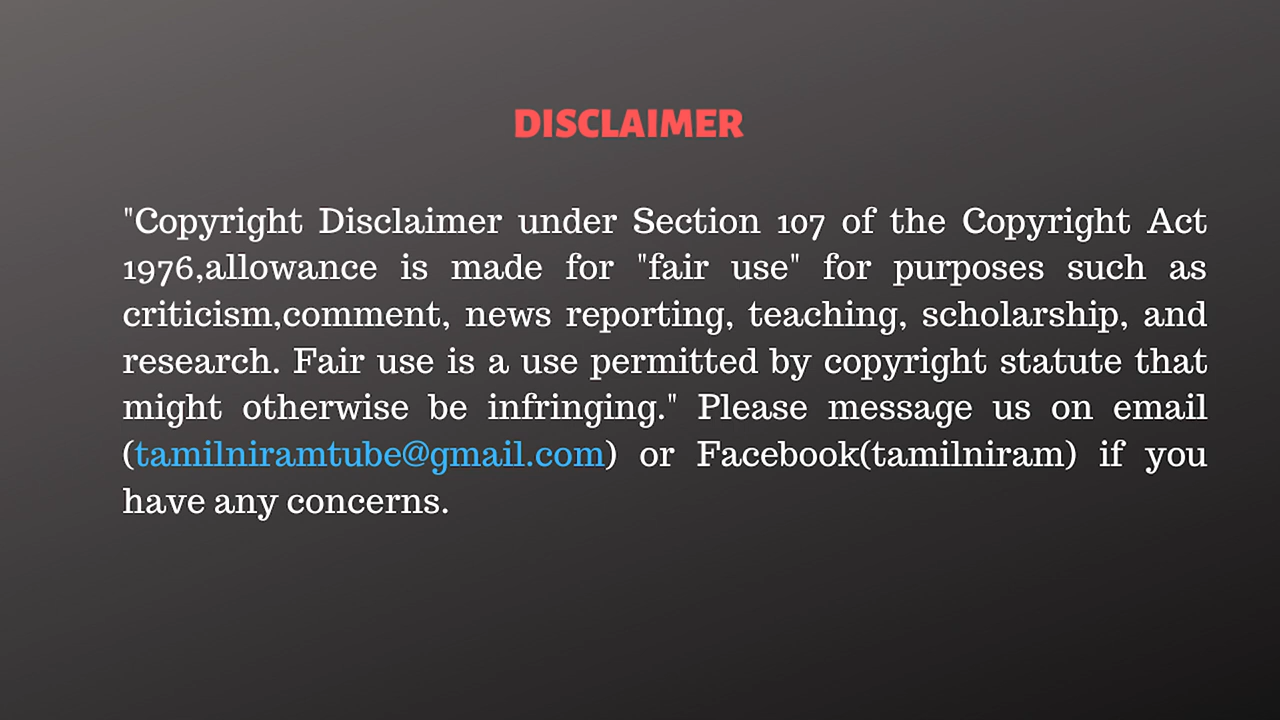 DISCLAIMER
"Copyright Disclaimer under Section 107 of the Copyright Act
1976,allowance is made for "fair use" for purposes such as
criticism,comment, news reporting, teaching, scholarship, and
research. Fair use is a use permitted by copyright statute that
might otherwise be infringing." Please message us on email
(tamilniramtube@gmail.com) or Facebook(tamilniram) if you
have any concerns.